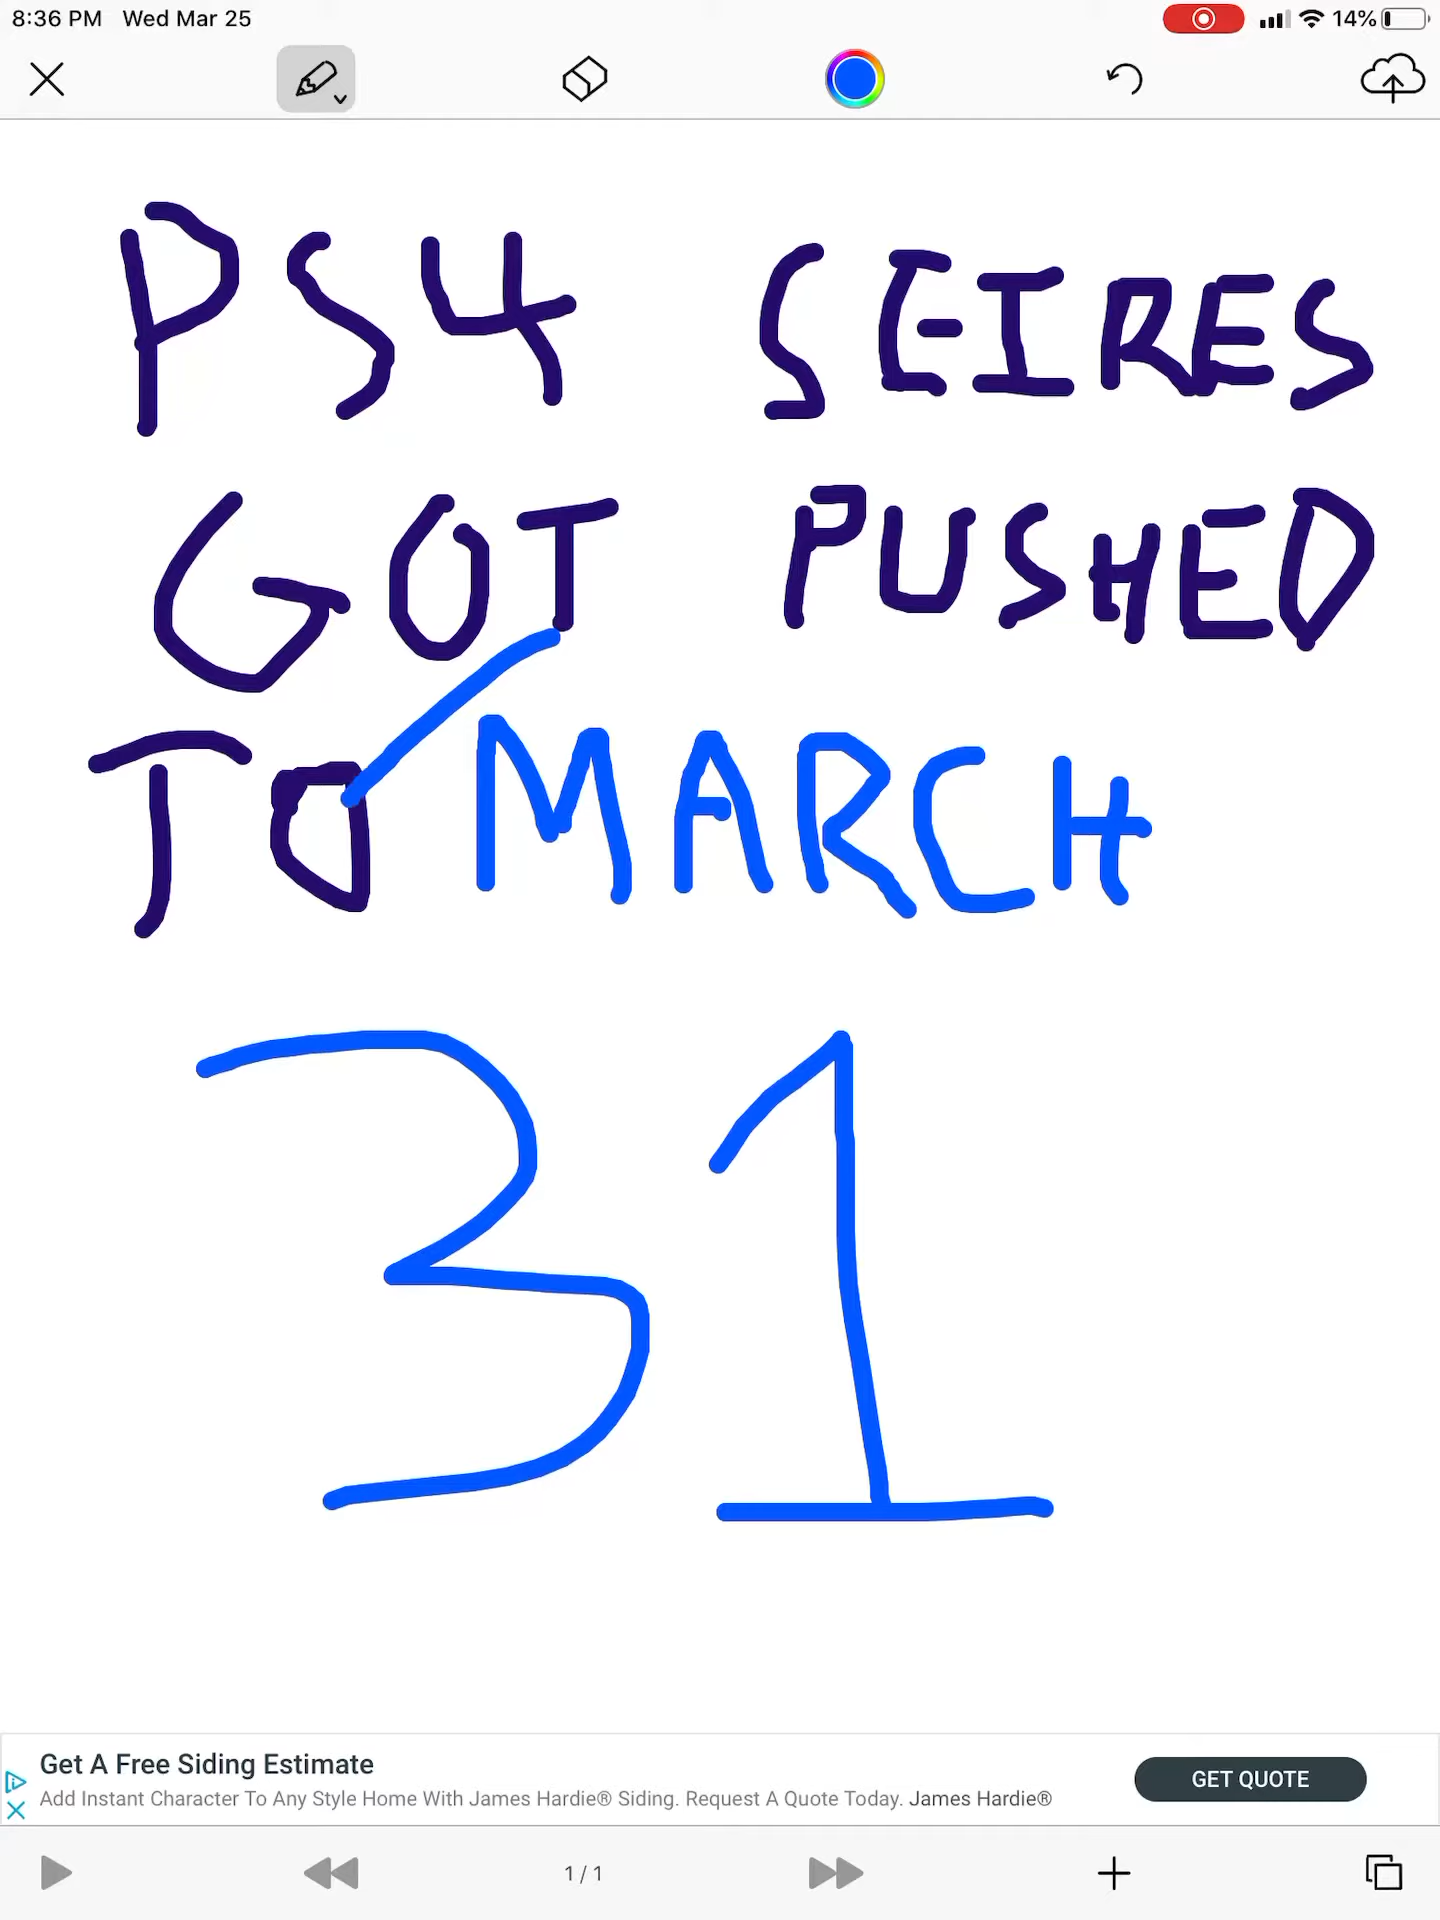 8:36 PM Wed Mar 25 14%
PS4 SEIRES
GOT PUSHED
TO MARCH
31
Get A Free Siding Estimate
Add Instant Character To Any Style Home With James Hardie® Siding. Request A Quote Today. James Hardie®
GET QUOTE
1 / 1